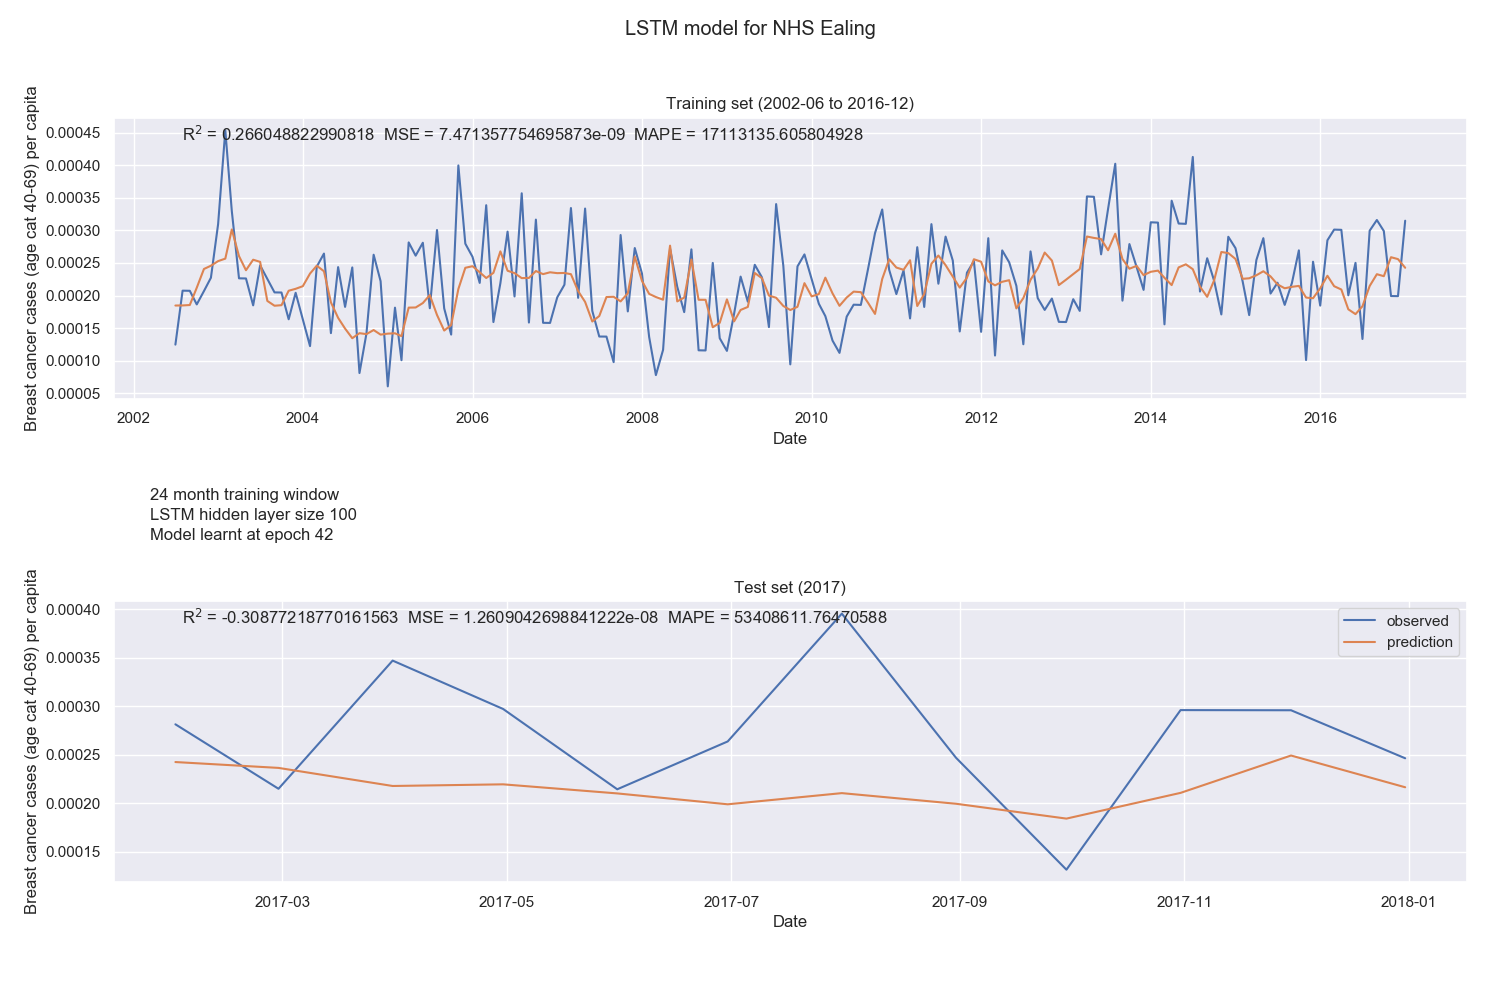 LSTM model for NHS Ealing
Training set (2002-06 to 2016-12)
Breast cancer cases (age cat 40-69) per capita
R2 = 0.266048822990818 MSE = 7.471357754695873e-09 MAPE = 17113135.605804928
0.00045
0.00040
0.00035
0.00030
0.00025
0.00020
0.00015
0.00010
0.00005
2002 2004 2006 2008 2010 2012 2014 2016
Date
24 month training window
LSTM hidden layer size 100
Model learnt at epoch 42
Test set (2017)
Breast cancer cases (age cat 40-69) per capita
R2 = -0.30877218770161563 MSE = 1.2609042698841222e-08 MAPE = 53408611.76470588
observed
prediction
0.00040
0.00035
0.00030
0.00025
0.00020
0.00015
2017-03 2017-05 2017-07 2017-09 2017-11 2018-01
Date